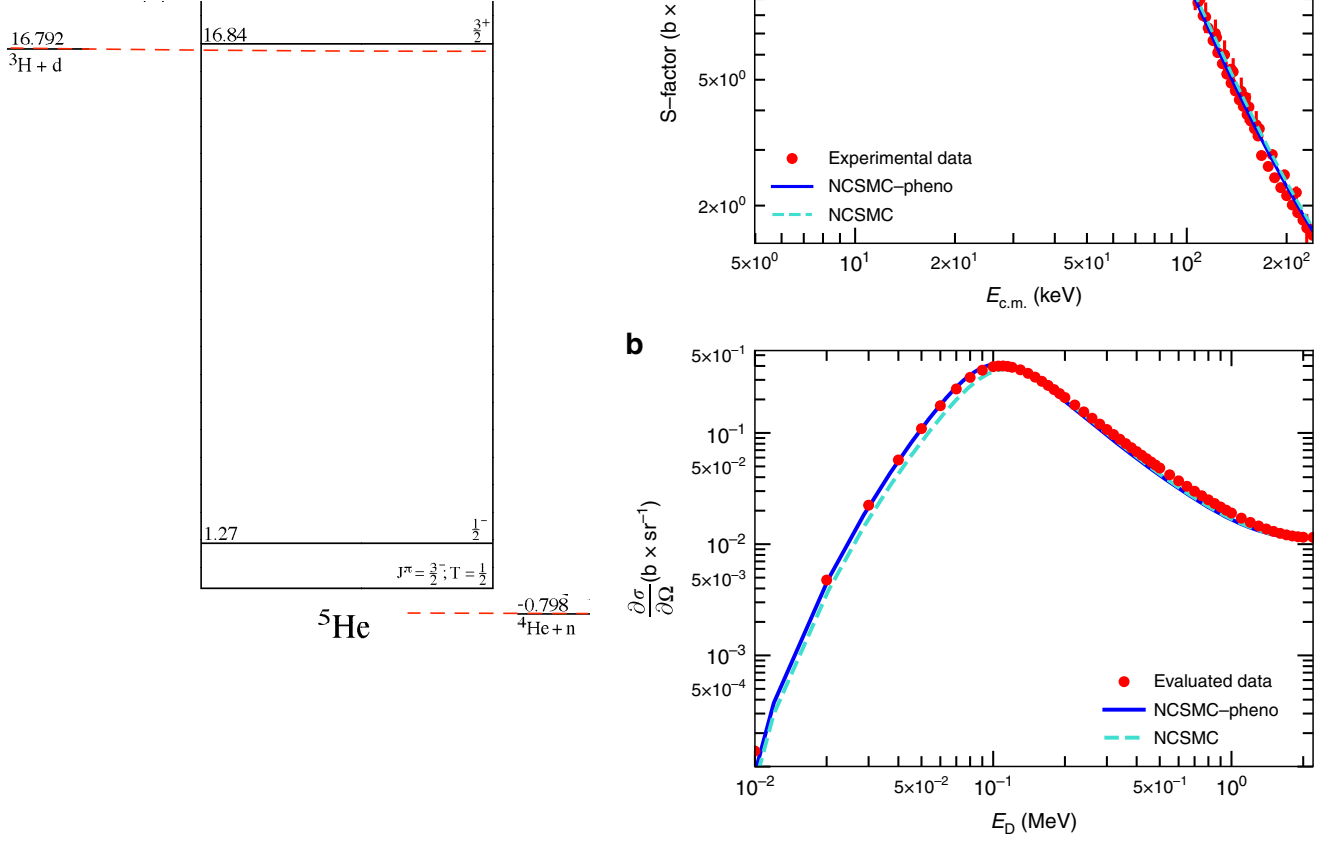 16.792
³H + d
16.84
3/2⁺
1.27
1/2⁻
Jπ = 3/2⁻; T = 1/2
⁵He
-0.798
⁴He + n
S–factor (b ×
5×10⁰
2×10⁰
Experimental data
NCSMC–pheno
NCSMC
5×10⁰
10¹
2×10¹
5×10¹
10²
2×10²
E_c.m. (keV)
b
∂σ/∂Ω (b × sr⁻¹)
5×10⁻¹
10⁻¹
5×10⁻²
10⁻²
5×10⁻³
10⁻³
5×10⁻⁴
Evaluated data
NCSMC–pheno
NCSMC
10⁻²
5×10⁻²
10⁻¹
5×10⁻¹
10⁰
E_D (MeV)